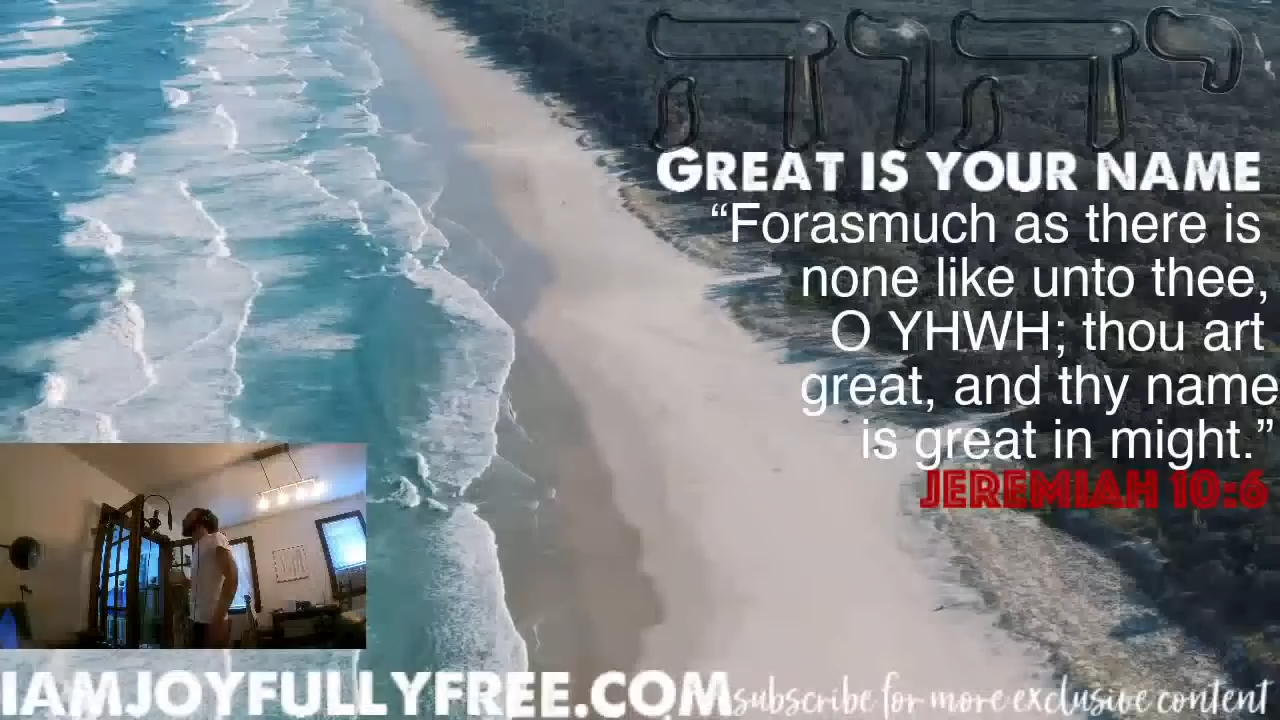 יהוה
GREAT IS YOUR NAME
“Forasmuch as there is
none like unto thee,
O YHWH; thou art
great, and thy name
is great in might.”
JEREMIAH 10:6
IAMJOYFULLYFREE.COM subscribe for more exclusive content